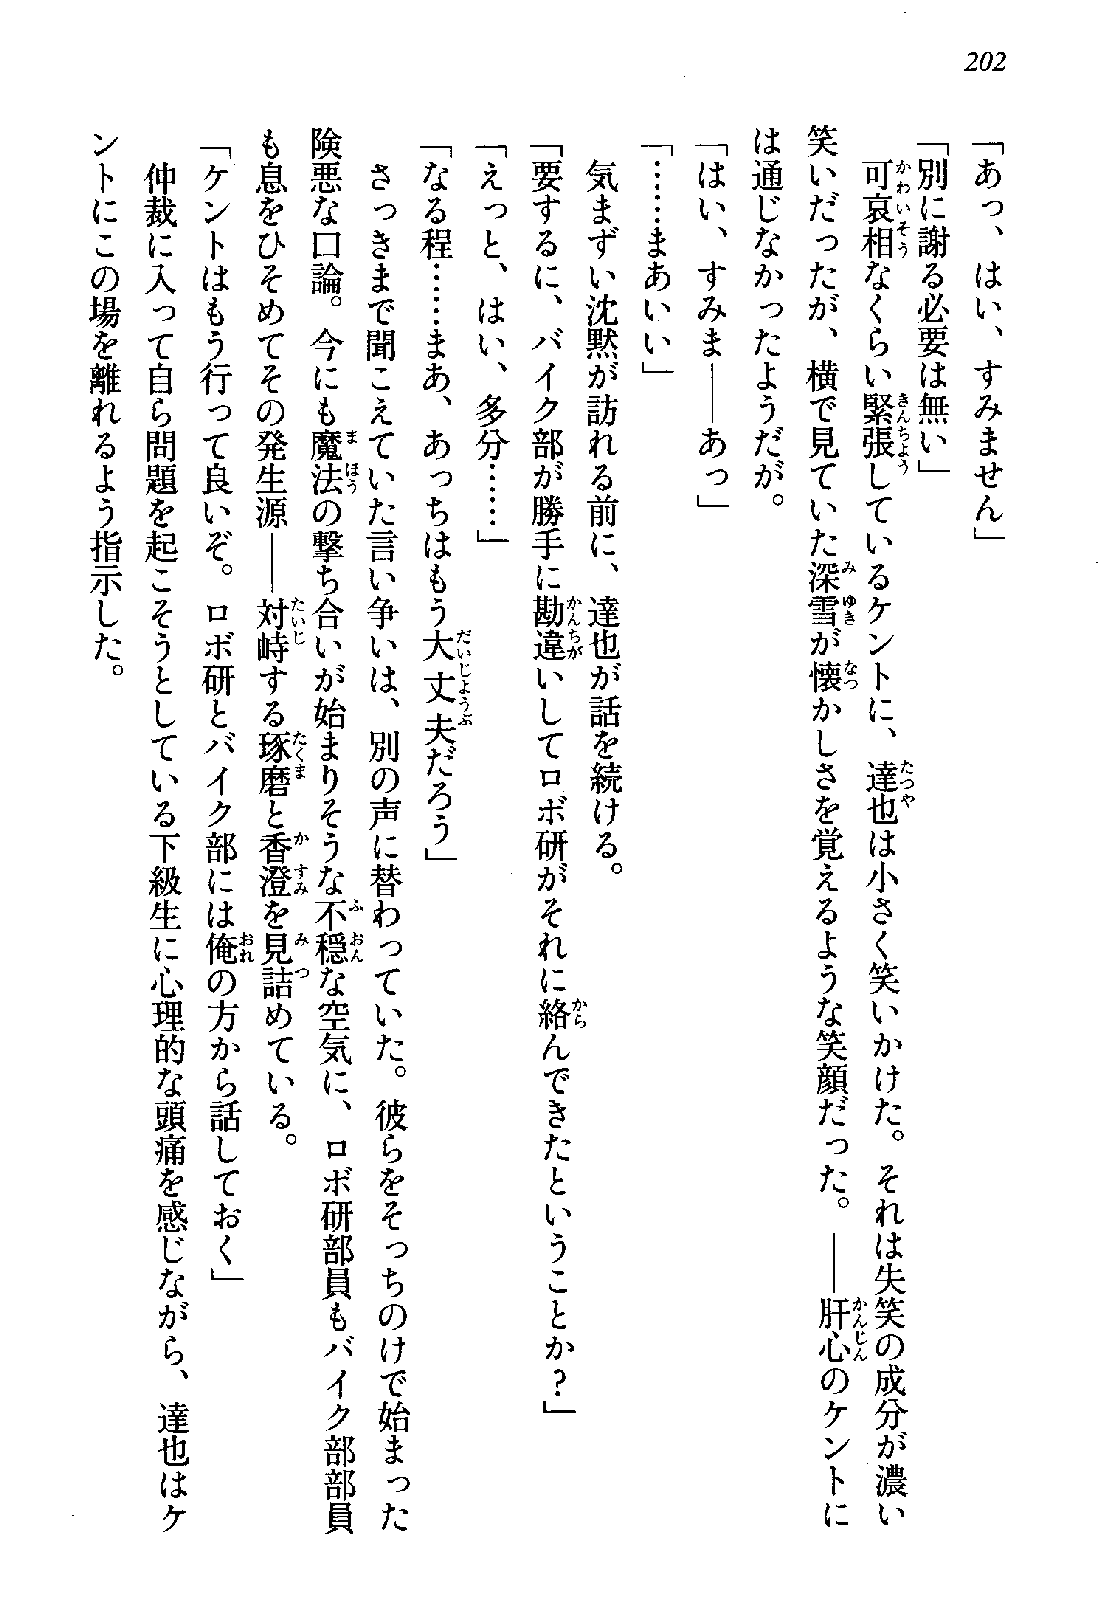 202
「あっ、はい、すみません」
「別に謝る必要は無い」
　可哀相なくらい緊張しているケントに、達也は小さく笑いかけた。それは失笑の成分が濃い
笑いだったが、横で見ていた深雪が懐かしさを覚えるような笑顔だった。――肝心のケントに
は通じなかったようだが。
「はい、すみま――あっ」
「……まあいい」
　気まずい沈黙が訪れる前に、達也が話を続ける。
「要するに、バイク部が勝手に勘違いしてロボ研がそれに絡んできたということか？」
「えっと、はい、多分……」
「なる程……まあ、あっちはもう大丈夫だろう」
　さっきまで聞こえていた言い争いは、別の声に替わっていた。彼らをそっちのけで始まった
険悪な口論。今にも魔法の撃ち合いが始まりそうな不穏な空気に、ロボ研部員もバイク部部員
も息をひそめてその発生源――対峙する琢磨と香澄を見詰めている。
「ケントはもう行って良いぞ。ロボ研とバイク部には俺の方から話しておく」
　仲裁に入って自ら問題を起こそうとしている下級生に心理的な頭痛を感じながら、達也はケ
ントにこの場を離れるよう指示した。